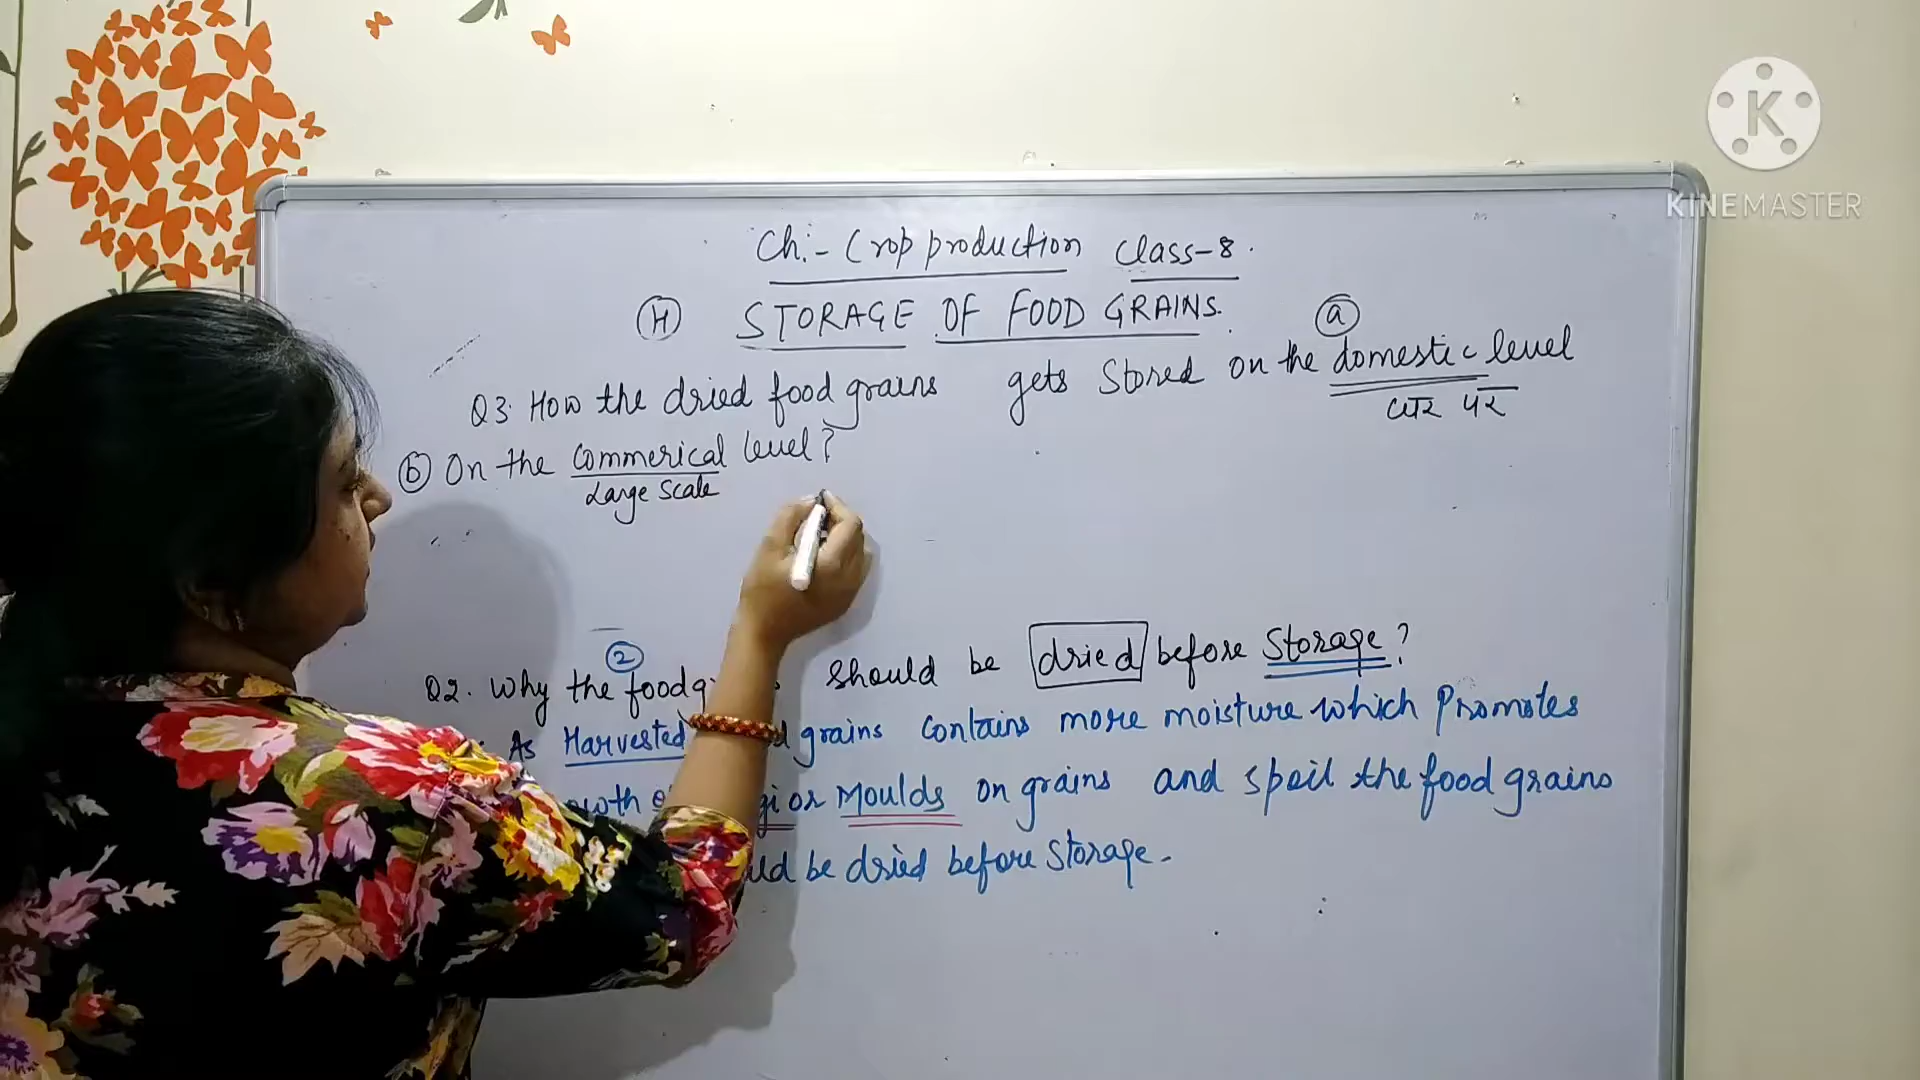 Ch:- Crop production Class-8.
H STORAGE OF FOOD GRAINS.
a
Q3. How the dried food grains gets stored on the domestic level
घर पर
b On the Commerical level?
Large Scale
2
Q2. Why the food should be dried before Storage?
As Harvested grains contains more moisture which Promotes
or Moulds on grains and spoil the food grains
be dried before storage.
K
KINEMASTER